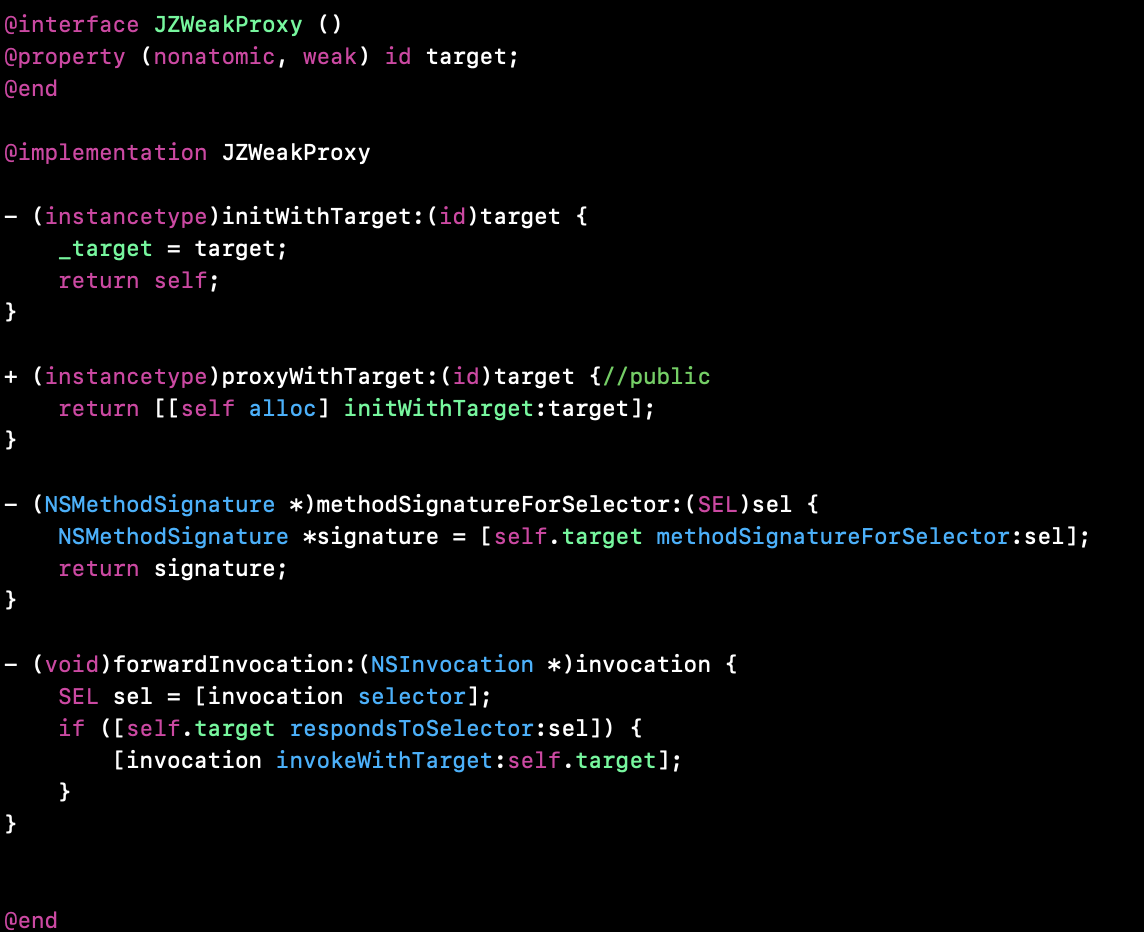 @interface JZWeakProxy ()
@property (nonatomic, weak) id target;
@end

@implementation JZWeakProxy

- (instancetype)initWithTarget:(id)target {
    _target = target;
    return self;
}

+ (instancetype)proxyWithTarget:(id)target {//public
    return [[self alloc] initWithTarget:target];
}

- (NSMethodSignature *)methodSignatureForSelector:(SEL)sel {
    NSMethodSignature *signature = [self.target methodSignatureForSelector:sel];
    return signature;
}

- (void)forwardInvocation:(NSInvocation *)invocation {
    SEL sel = [invocation selector];
    if ([self.target respondsToSelector:sel]) {
        [invocation invokeWithTarget:self.target];
    }
}


@end